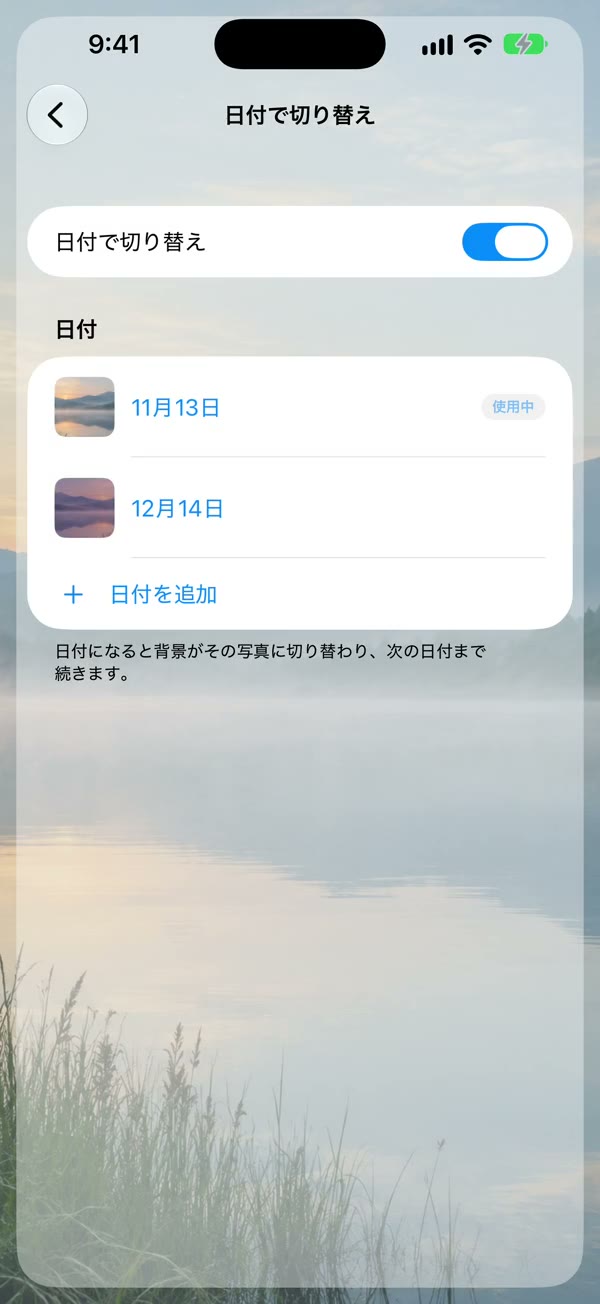 9:41
日付で切り替え
日付で切り替え
日付
11月13日
使用中
12月14日
日付を追加
日付になると背景がその写真に切り替わり、次の日付まで
続きます。